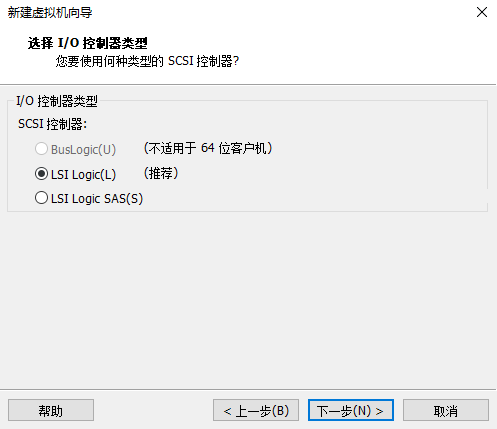 新建虚拟机向导
选择 I/O 控制器类型
您要使用何种类型的 SCSI 控制器?
I/O 控制器类型
SCSI 控制器:
BusLogic(U) (不适用于 64 位客户机)
LSI Logic(L) (推荐)
LSI Logic SAS(S)
帮助 < 上一步(B) 下一步(N) > 取消